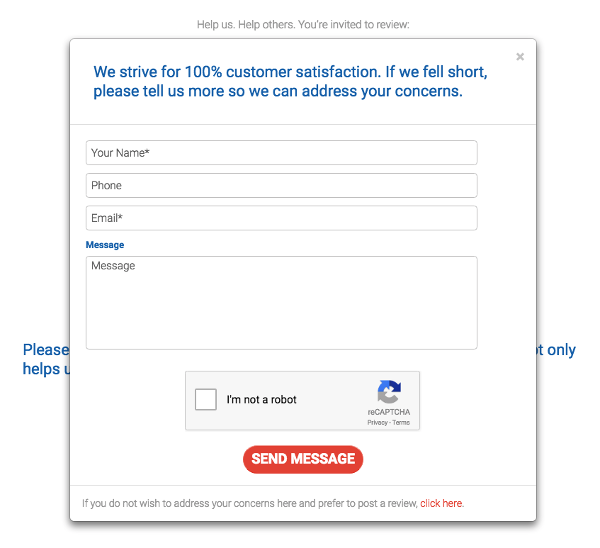 Help us. Help others. You're invited to review:
×
We strive for 100% customer satisfaction. If we fell short,
please tell us more so we can address your concerns.
Your Name*
Phone
Email*
Message
Message
Please
only
helps
I'm not a robot
reCAPTCHA
Privacy - Terms
SEND MESSAGE
If you do not wish to address your concerns here and prefer to post a review, click here.